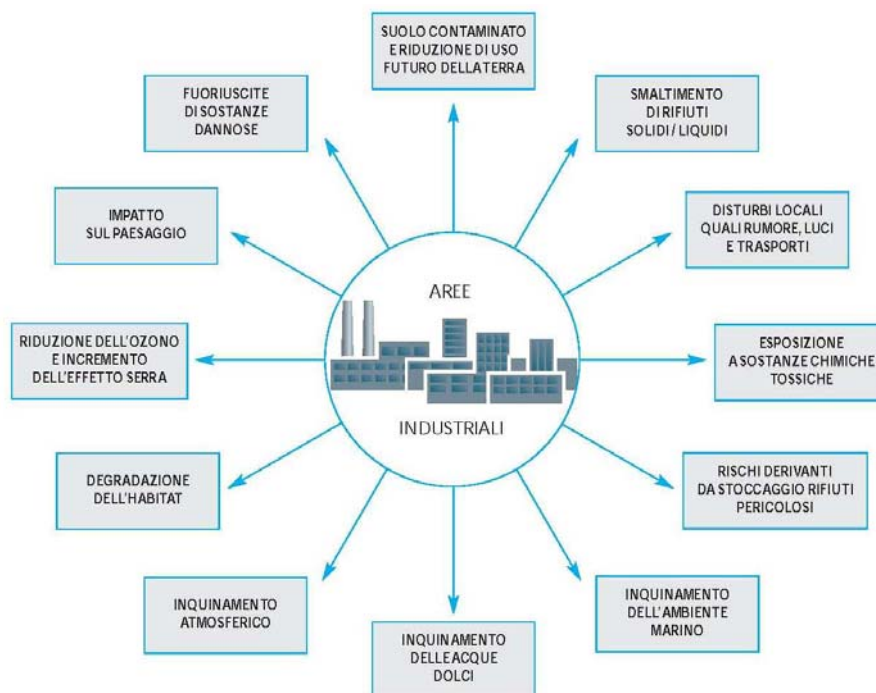 SUOLO CONTAMINATO
E RIDUZIONE DI USO
FUTURO DELLA TERRA
FUORIUSCITE
DI SOSTANZE
DANNOSE
SMALTIMENTO
DI RIFIUTI
SOLIDI / LIQUIDI
IMPATTO
SUL PAESAGGIO
DISTURBI LOCALI
QUALI RUMORE, LUCI
E TRASPORTI
AREE
INDUSTRIALI
RIDUZIONE DELL'OZONO
E INCREMENTO
DELL'EFFETTO SERRA
ESPOSIZIONE
A SOSTANZE CHIMICHE
TOSSICHE
DEGRADAZIONE
DELL'HABITAT
RISCHI DERIVANTI
DA STOCCAGGIO RIFIUTI
PERICOLOSI
INQUINAMENTO
ATMOSFERICO
INQUINAMENTO
DELLE ACQUE
DOLCI
INQUINAMENTO
DELL'AMBIENTE
MARINO